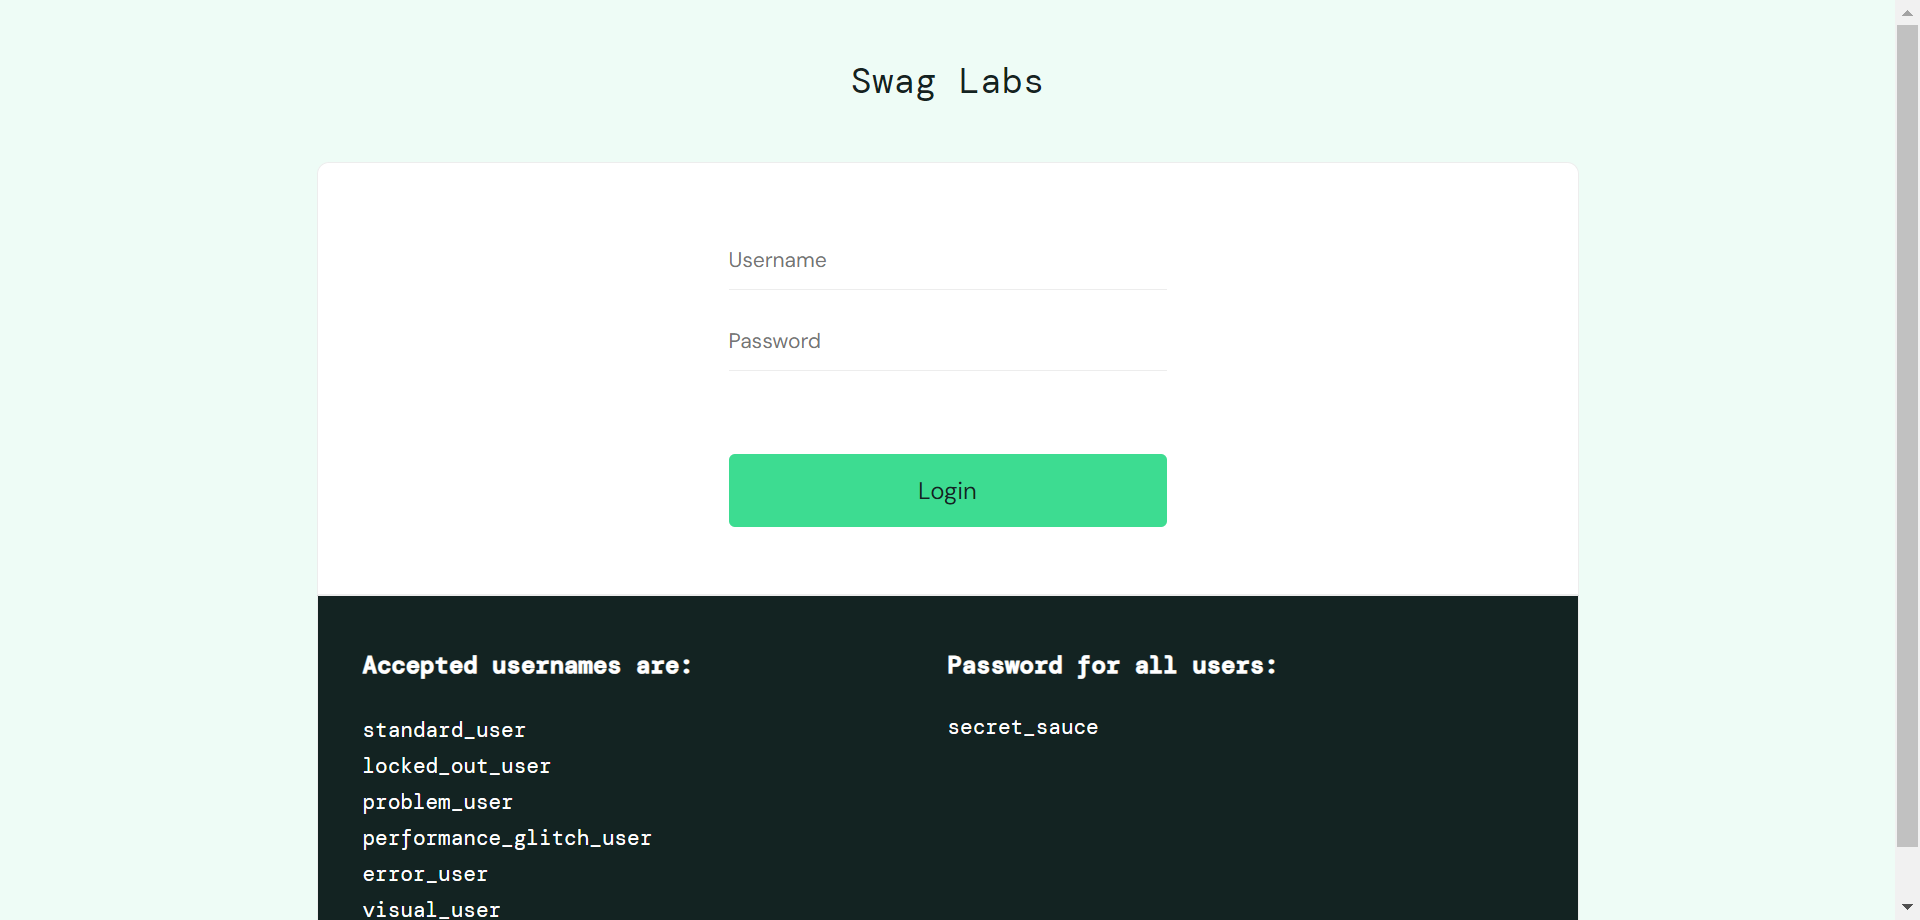 Swag Labs
Username
Password
Login
Accepted usernames are:
standard_user
locked_out_user
problem_user
performance_glitch_user
error_user
visual_user
Password for all users:
secret_sauce